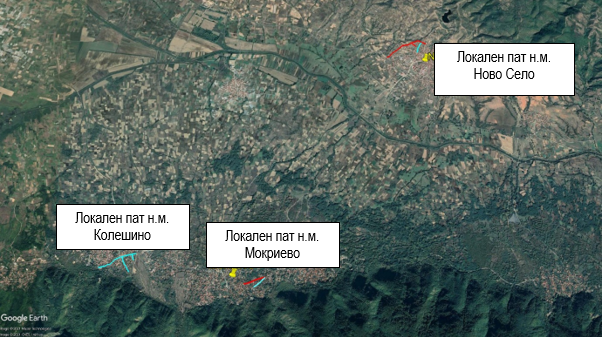 Локален пат н.м.
Ново Село
Локален пат н.м.
Колешино
Локален пат н.м.
Мокриево
Google Earth